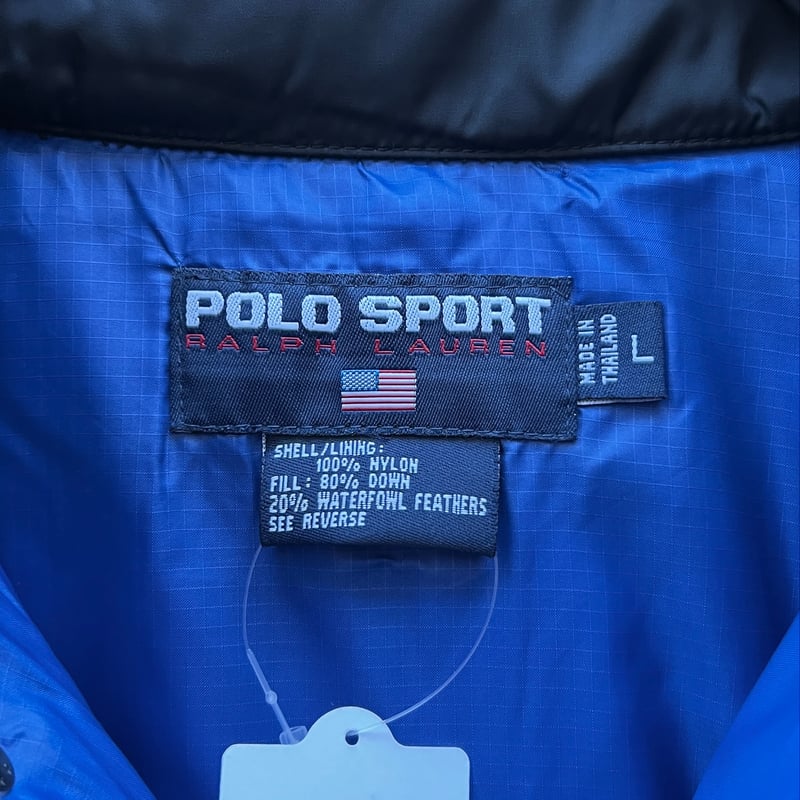 POLO SPORT
RALPH LAUREN
MADE IN
THAILAND
L
SHELL/LINING:
100% NYLON
FILL: 80% DOWN
20% WATERFOWL FEATHERS
SEE REVERSE